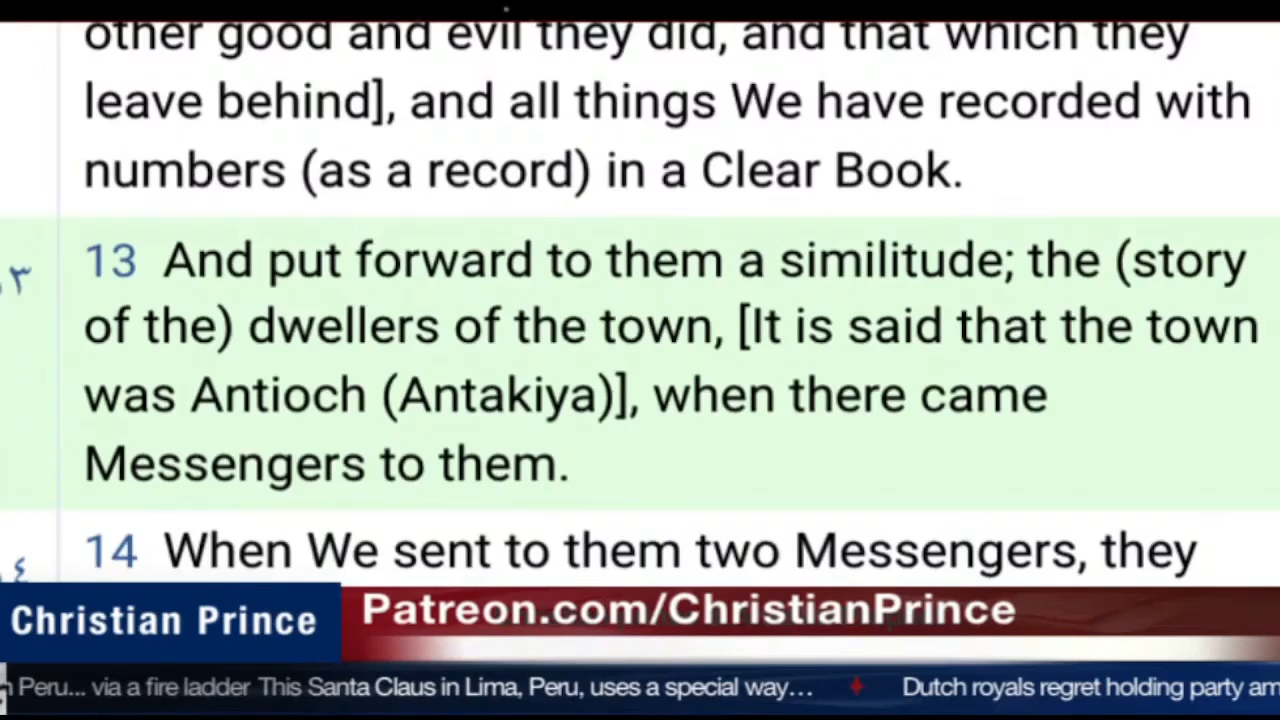 other good and evil they did, and that which they
leave behind], and all things We have recorded with
numbers (as a record) in a Clear Book.
13 And put forward to them a similitude; the (story
of the) dwellers of the town, [It is said that the town
was Antioch (Antakiya)], when there came
Messengers to them.
14 When We sent to them two Messengers, they
Christian Prince
Patreon.com/ChristianPrince
Peru... via a fire ladder This Santa Claus in Lima, Peru, uses a special way... Dutch royals regret holding party am